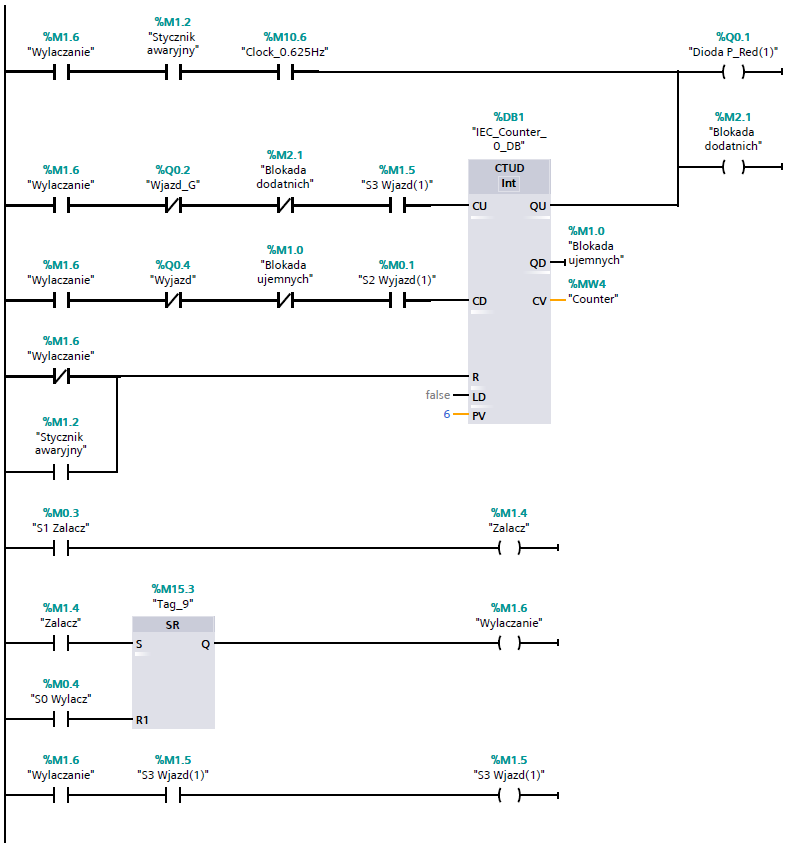 %M1.6
"Wylaczanie"
%M1.2
"Stycznik
awaryjny"
%M10.6
"Clock_0.625Hz"
%Q0.1
"Dioda P_Red(1)"
%M2.1
"Blokada
dodatnich"
%DB1
"IEC_Counter_
0_DB"
CTUD
Int
%M1.6
"Wylaczanie"
%Q0.2
"Wjazd_G"
%M2.1
"Blokada
dodatnich"
%M1.5
"S3 Wjazd(1)"
CU
QU
QD
%M1.0
"Blokada
ujemnych"
%M1.6
"Wylaczanie"
%Q0.4
"Wyjazd"
%M1.0
"Blokada
ujemnych"
%M0.1
"S2 Wyjazd(1)"
CD
CV
%MW4
"Counter"
%M1.6
"Wylaczanie"
R
false
LD
6
PV
%M1.2
"Stycznik
awaryjny"
%M0.3
"S1 Zalacz"
%M1.4
"Zalacz"
%M15.3
"Tag_9"
SR
%M1.4
"Zalacz"
S
Q
%M1.6
"Wylaczanie"
%M0.4
"S0 Wylacz"
R1
%M1.6
"Wylaczanie"
%M1.5
"S3 Wjazd(1)"
%M1.5
"S3 Wjazd(1)"